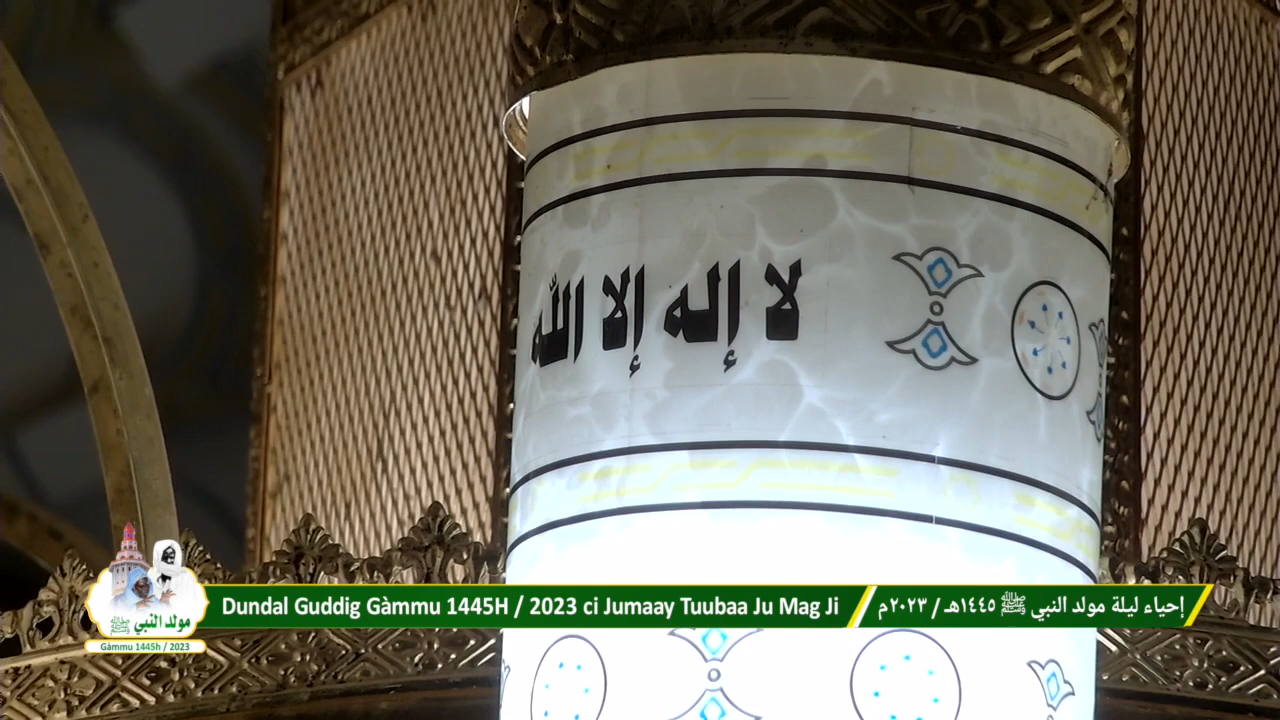 لا إله إلا الله
Dundal Guddig Gàmmu 1445H / 2023 ci Jumaay Tuubaa Ju Mag Ji
إحياء ليلة مولد النبي ﷺ ١٤٤٥هـ / ٢٠٢٣م
مولد النبي ﷺ
Gàmmu 1445h / 2023